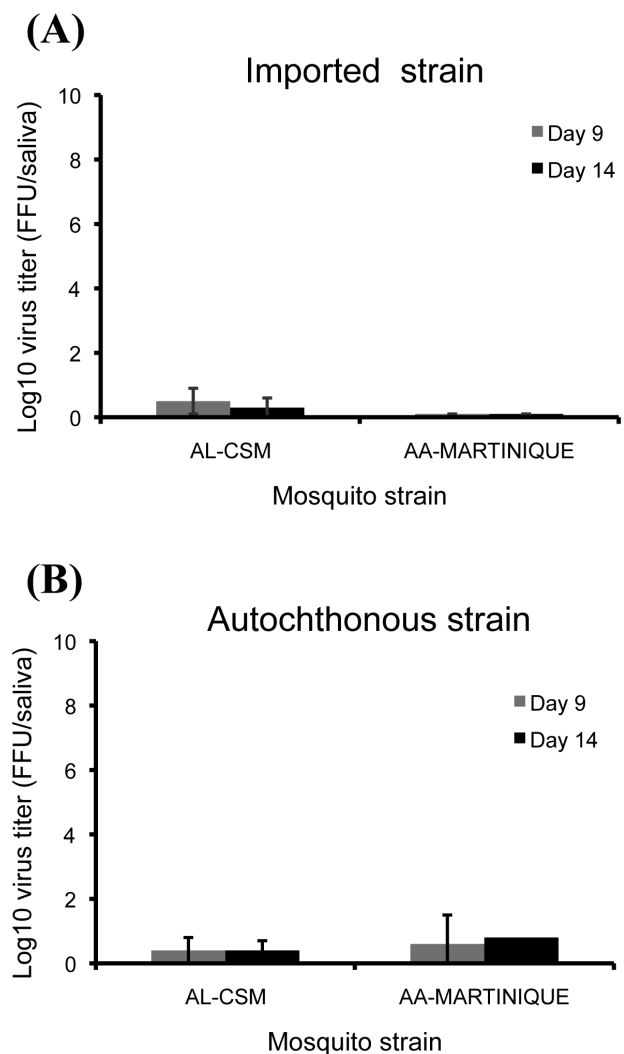 (A)
Imported strain
10
8
6
4
2
0
Log10 virus titer (FFU/saliva)
Day 9
Day 14
AL-CSM
AA-MARTINIQUE
Mosquito strain
(B)
Autochthonous strain
10
8
6
4
2
0
Log10 virus titer (FFU/saliva)
Day 9
Day 14
AL-CSM
AA-MARTINIQUE
Mosquito strain